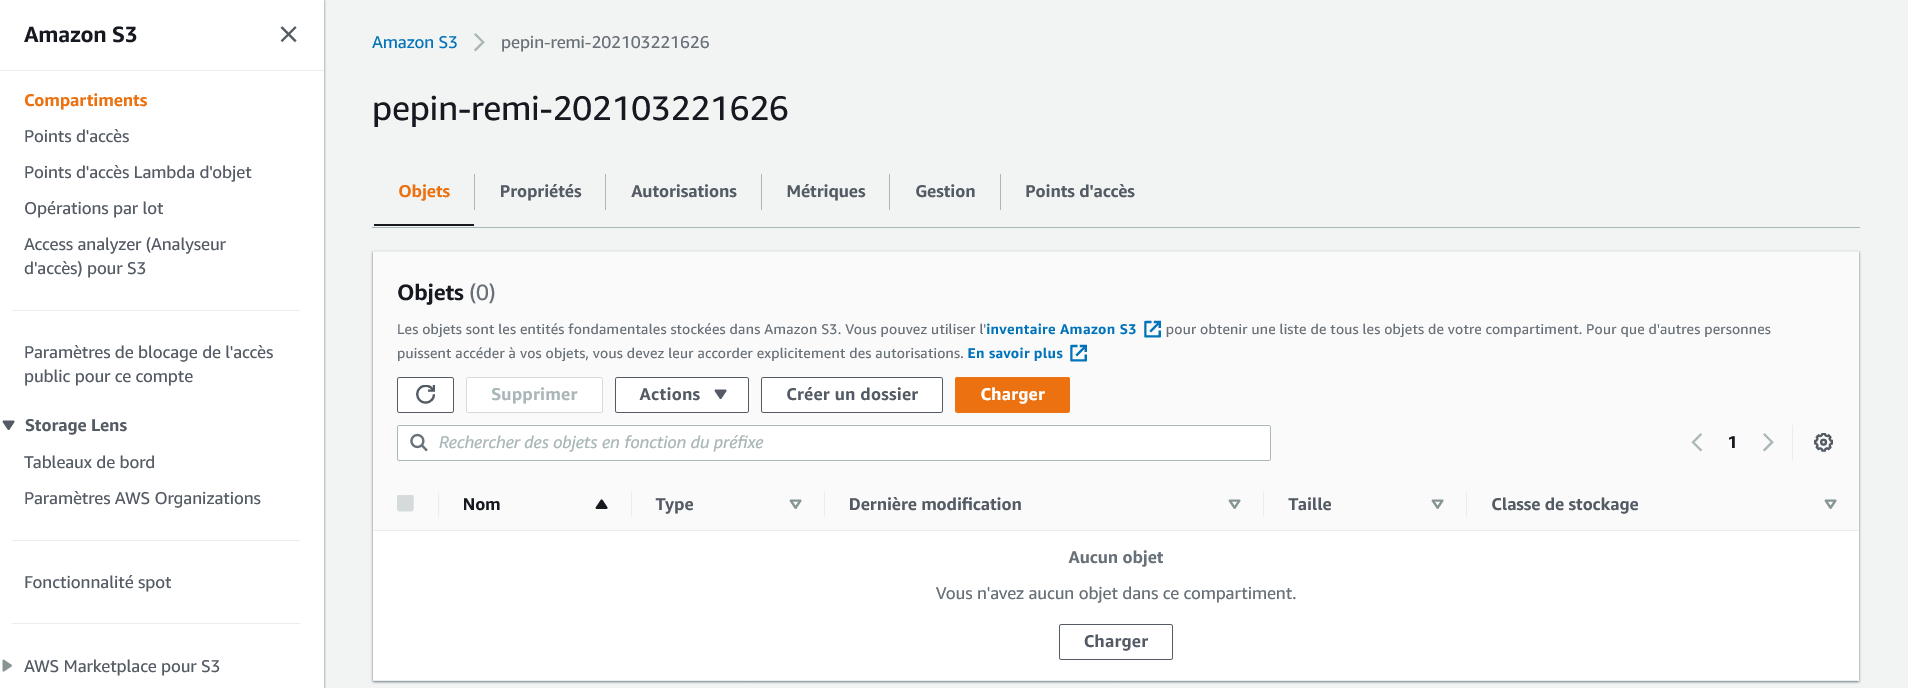 Amazon S3
Compartiments
Points d'accès
Points d'accès Lambda d'objet
Opérations par lot
Access analyzer (Analyseur
d'accès) pour S3
Paramètres de blocage de l'accès
public pour ce compte
Storage Lens
Tableaux de bord
Paramètres AWS Organizations
Fonctionnalité spot
AWS Marketplace pour S3
Amazon S3 pepin-remi-202103221626
pepin-remi-202103221626
Objets Propriétés Autorisations Métriques Gestion Points d'accès
Objets (0)
Les objets sont les entités fondamentales stockées dans Amazon S3. Vous pouvez utiliser l'inventaire Amazon S3 pour obtenir une liste de tous les objets de votre compartiment. Pour que d'autres personnes
puissent accéder à vos objets, vous devez leur accorder explicitement des autorisations. En savoir plus
Supprimer Actions Créer un dossier Charger
Rechercher des objets en fonction du préfixe 1
Nom Type Dernière modification Taille Classe de stockage
Aucun objet
Vous n'avez aucun objet dans ce compartiment.
Charger